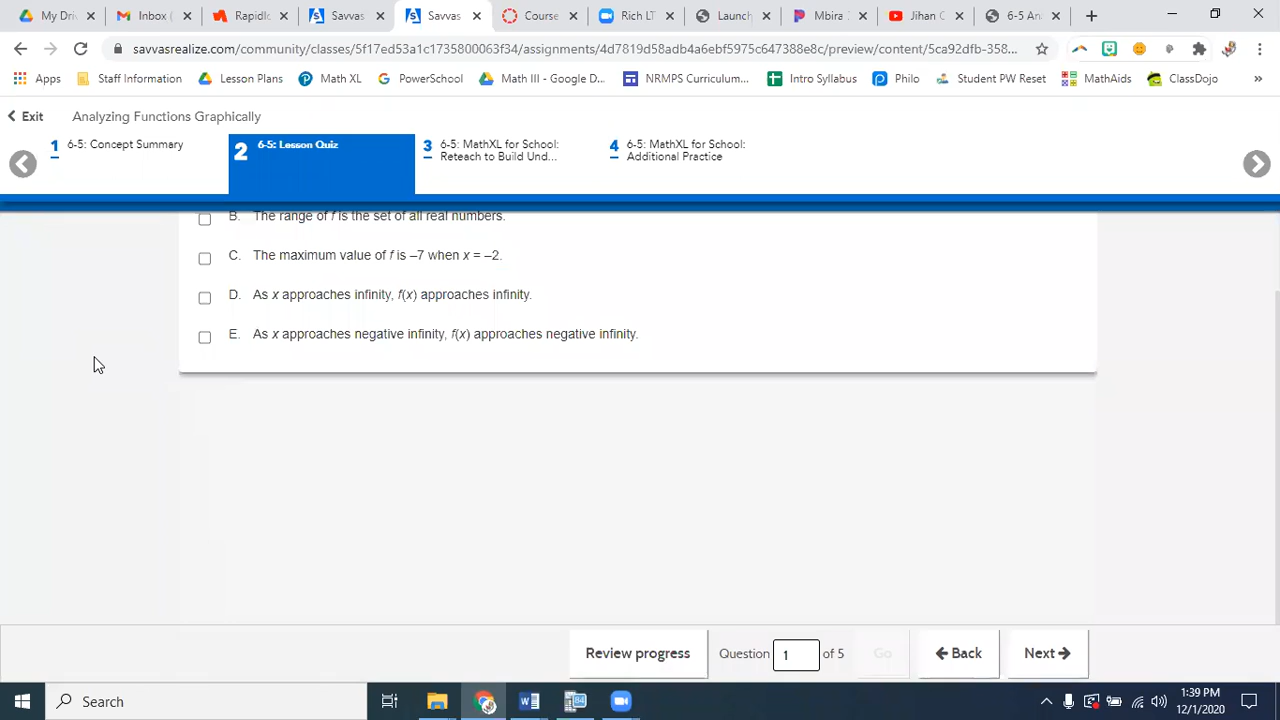 My Driv
Inbox (
RapidId
Savvas
Savvas
Course
Rich LT
Launch
Mbira -
Jihan C
6-5 An
savvasrealize.com/community/classes/5f17ed53a1c1735800063f34/assignments/4d7819d58adb4a6ebf5975c647388e8c/preview/content/5ca92dfb-358...
Apps
Staff Information
Lesson Plans
Math XL
PowerSchool
Math III - Google D...
NRMPS Curriculum...
Intro Syllabus
Philo
Student PW Reset
MathAids
ClassDojo
»
Exit
Analyzing Functions Graphically
1 6-5: Concept Summary
2 6-5: Lesson Quiz
3 6-5: MathXL for School:
Reteach to Build Und...
4 6-5: MathXL for School:
Additional Practice
B. The range of f is the set of all real numbers.
C. The maximum value of f is –7 when x = –2.
D. As x approaches infinity, f(x) approaches infinity.
E. As x approaches negative infinity, f(x) approaches negative infinity.
Review progress
Question 1 of 5
Go
Back
Next
Search
1:39 PM
12/1/2020